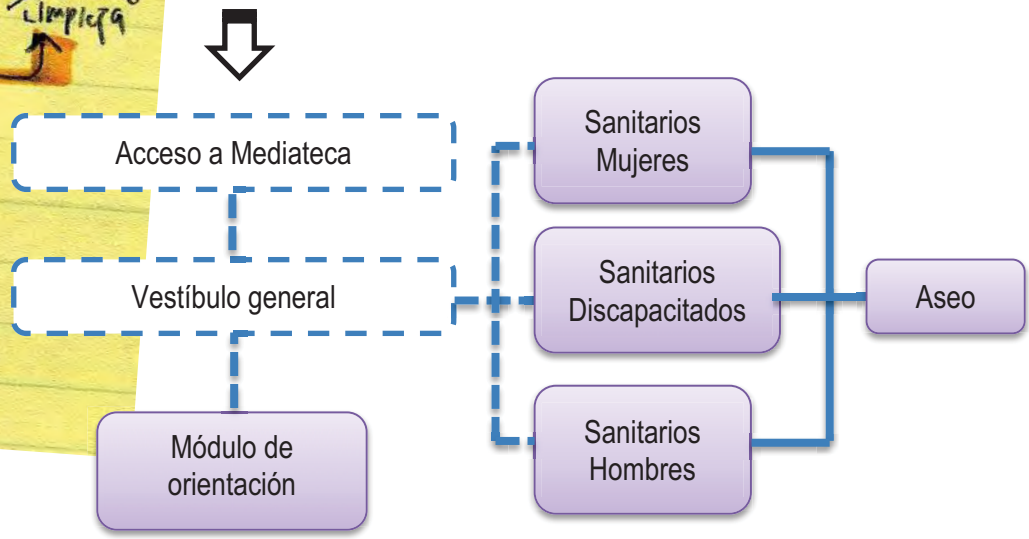 Limpieza
Acceso a Mediateca
Vestíbulo general
Módulo de
orientación
Sanitarios
Mujeres
Sanitarios
Discapacitados
Sanitarios
Hombres
Aseo